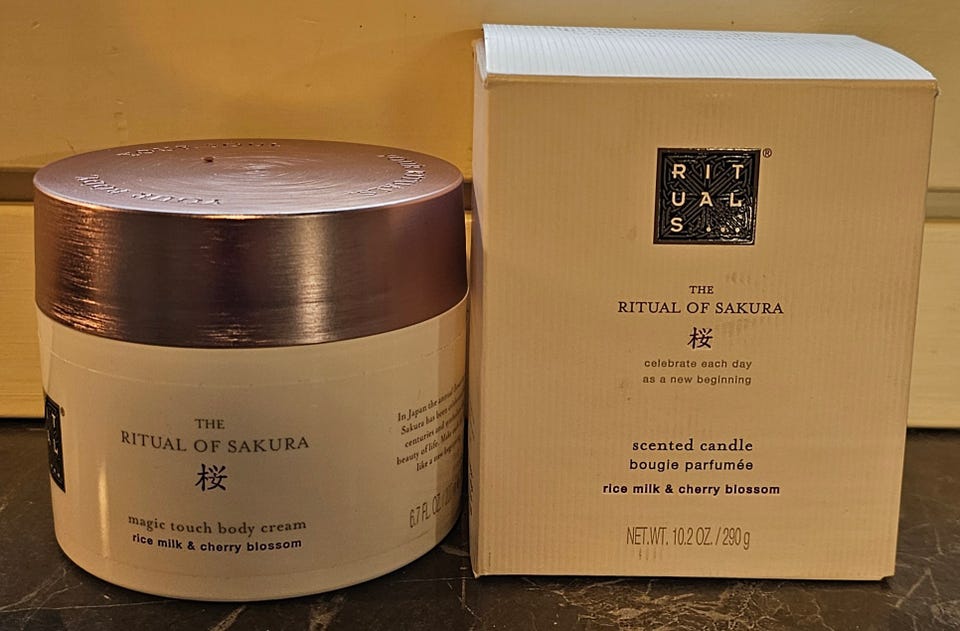 YOUR BODY
THE
RITUAL OF SAKURA
桜
magic touch body cream
rice milk & cherry blossom
In Japan the annual
Sakura has been
centuries and
beauty of life.
like a new
6.7 FL. OZ.
RIT
UAL
S...
®
THE
RITUAL OF SAKURA
桜
celebrate each day
as a new beginning
scented candle
bougie parfumée
rice milk & cherry blossom
NET.WT. 10.2 OZ. / 290 g